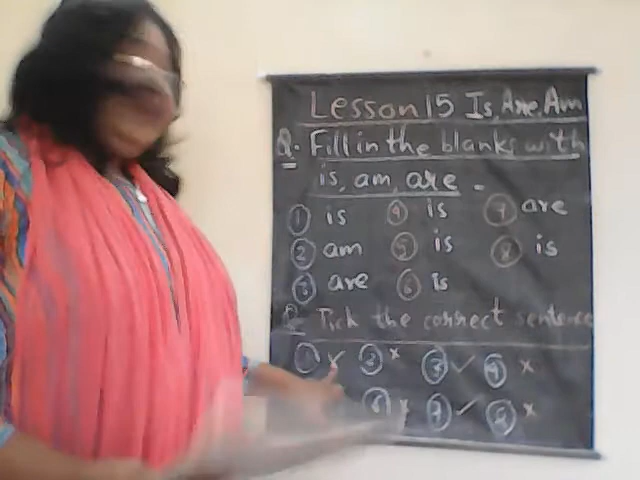 Lesson 15 Is, Are, Am
Q. Fill in the blanks with
is, am, are.
① is ④ is ⑦ are
② am ⑤ is ⑧ is
③ are ⑥ is
Q. Tick the correct sentence
① × ② × ③ ✓ ④ ×
⑥ × ⑦ ✓ ⑧ ×